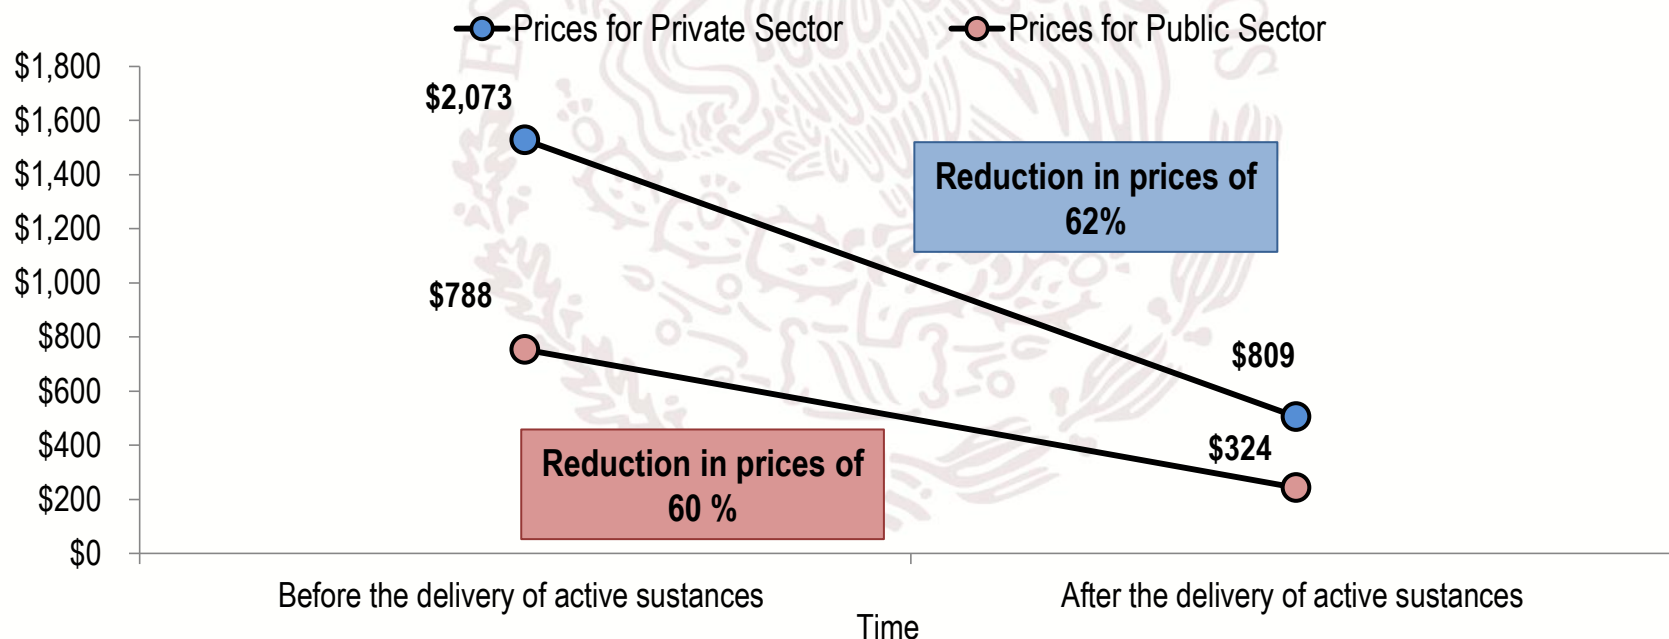 Prices for Private Sector
Prices for Public Sector
$1,800
$1,600
$1,400
$1,200
$1,000
$800
$600
$400
$200
$0
$2,073
$788
$809
$324
Reduction in prices of
62%
Reduction in prices of
60 %
Before the delivery of active sustances
After the delivery of active sustances
Time